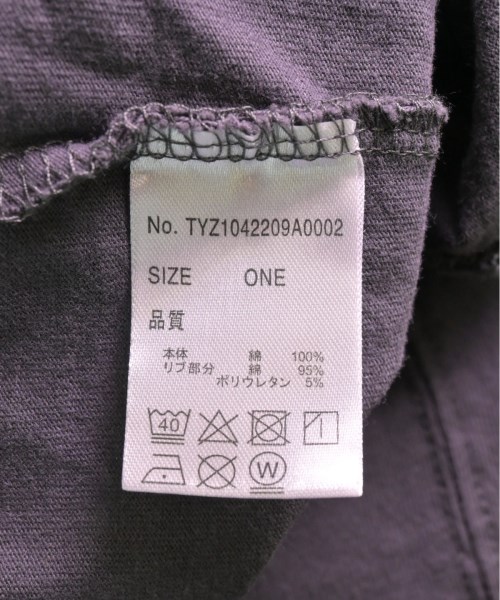 No. TYZ1042209A0002
SIZE ONE
品質
本体 綿 100%
リブ部分 綿 95%
ポリウレタン 5%
40
W